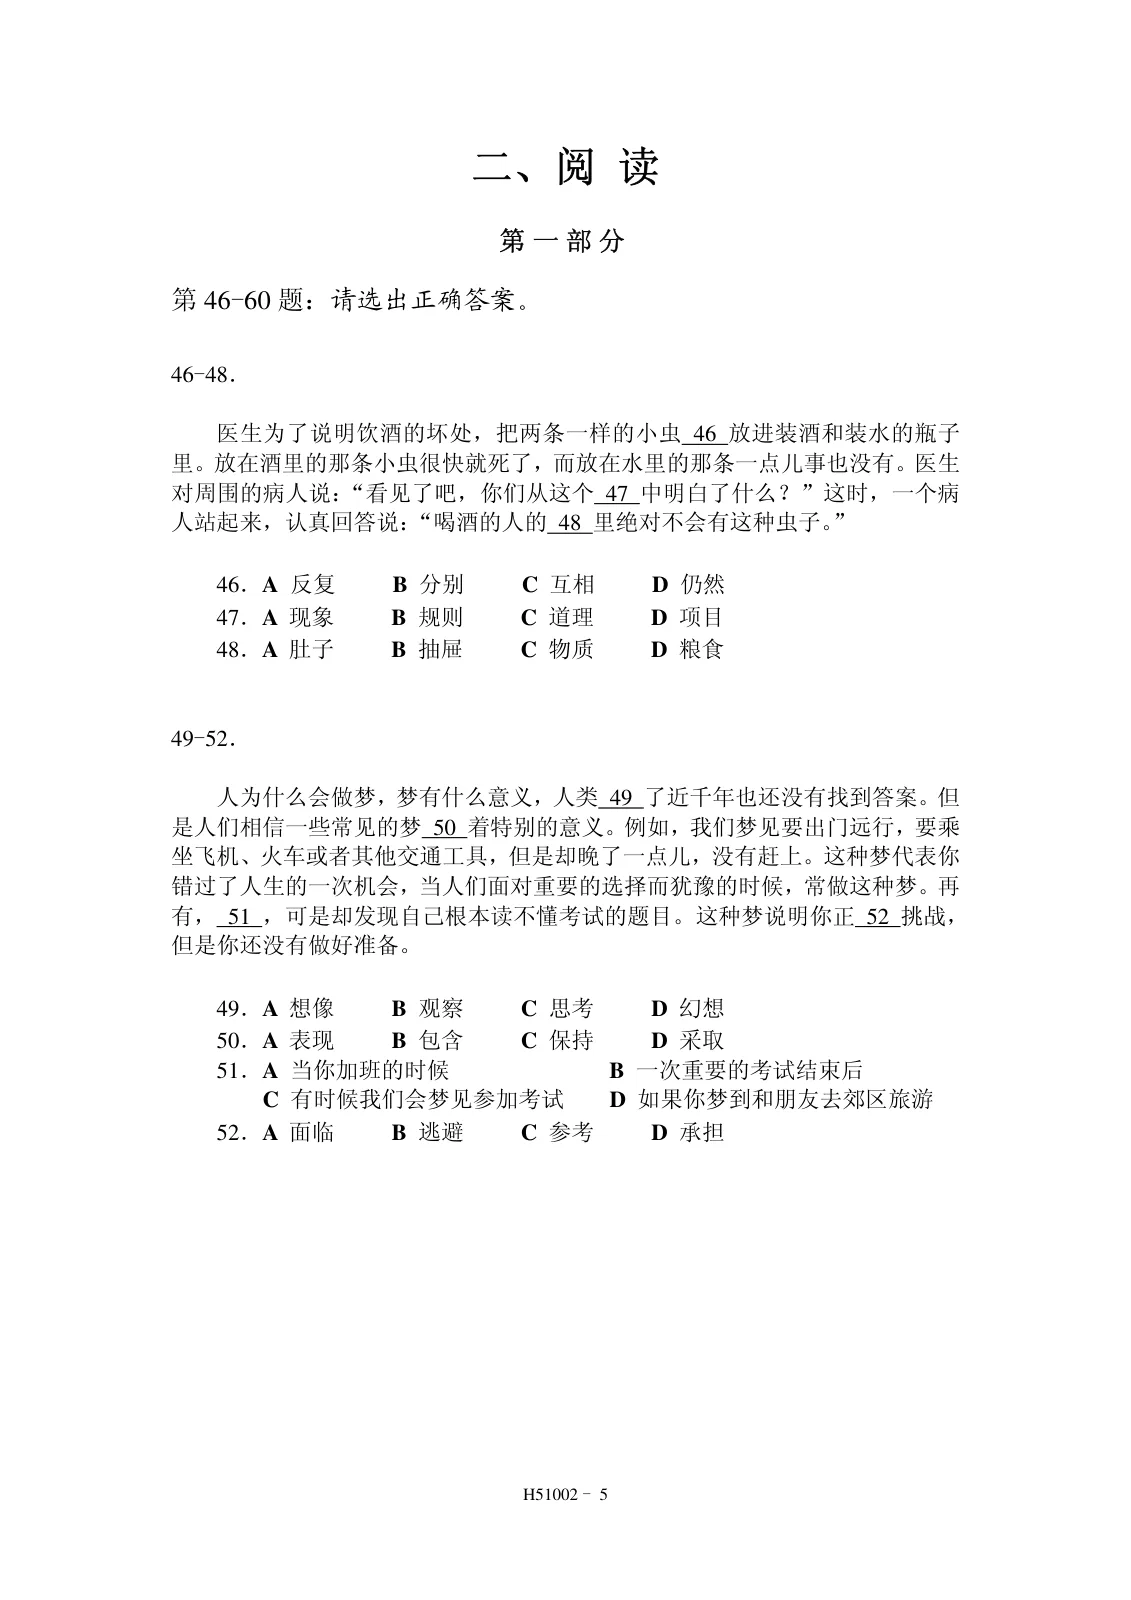 二、阅 读
第一部分
第 46-60 题：请选出正确答案。
46-48．
医生为了说明饮酒的坏处，把两条一样的小虫 46 放进装酒和装水的瓶子
里。放在酒里的那条小虫很快就死了，而放在水里的那条一点儿事也没有。医生
对周围的病人说：“看见了吧，你们从这个 47 中明白了什么？”这时，一个病
人站起来，认真回答说：“喝酒的人的 48 里绝对不会有这种虫子。”
46．A 反复 B 分别 C 互相 D 仍然
47．A 现象 B 规则 C 道理 D 项目
48．A 肚子 B 抽屉 C 物质 D 粮食
49-52．
人为什么会做梦，梦有什么意义，人类 49 了近千年也还没有找到答案。但
是人们相信一些常见的梦 50 着特别的意义。例如，我们梦见要出门远行，要乘
坐飞机、火车或者其他交通工具，但是却晚了一点儿，没有赶上。这种梦代表你
错过了人生的一次机会，当人们面对重要的选择而犹豫的时候，常做这种梦。再
有， 51 ，可是却发现自己根本读不懂考试的题目。这种梦说明你正 52 挑战，
但是你还没有做好准备。
49．A 想像 B 观察 C 思考 D 幻想
50．A 表现 B 包含 C 保持 D 采取
51．A 当你加班的时候 B 一次重要的考试结束后
C 有时候我们会梦见参加考试 D 如果你梦到和朋友去郊区旅游
52．A 面临 B 逃避 C 参考 D 承担
H51002 - 5